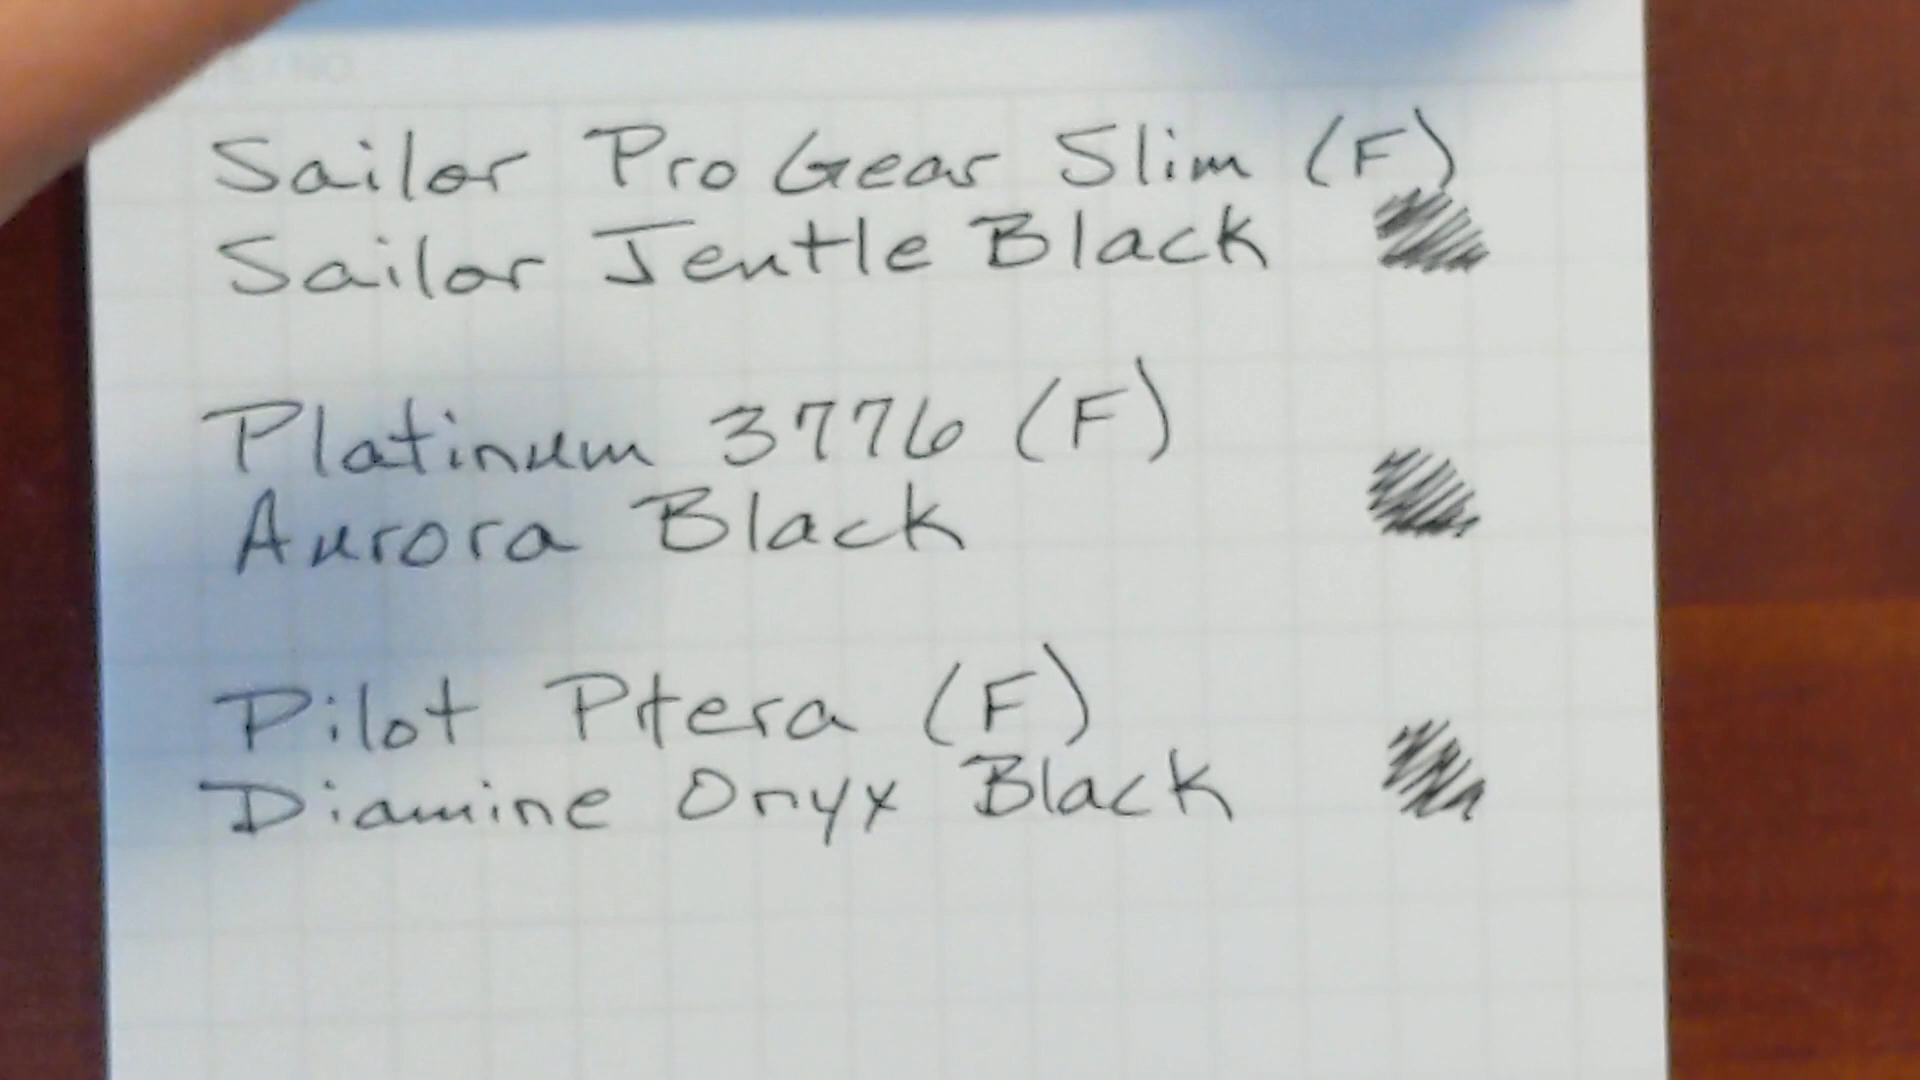 Sailor Pro Gear Slim (F)
Sailor Jentle Black
Platinum 3776 (F)
Aurora Black
Pilot Ptera (F)
Diamine Onyx Black